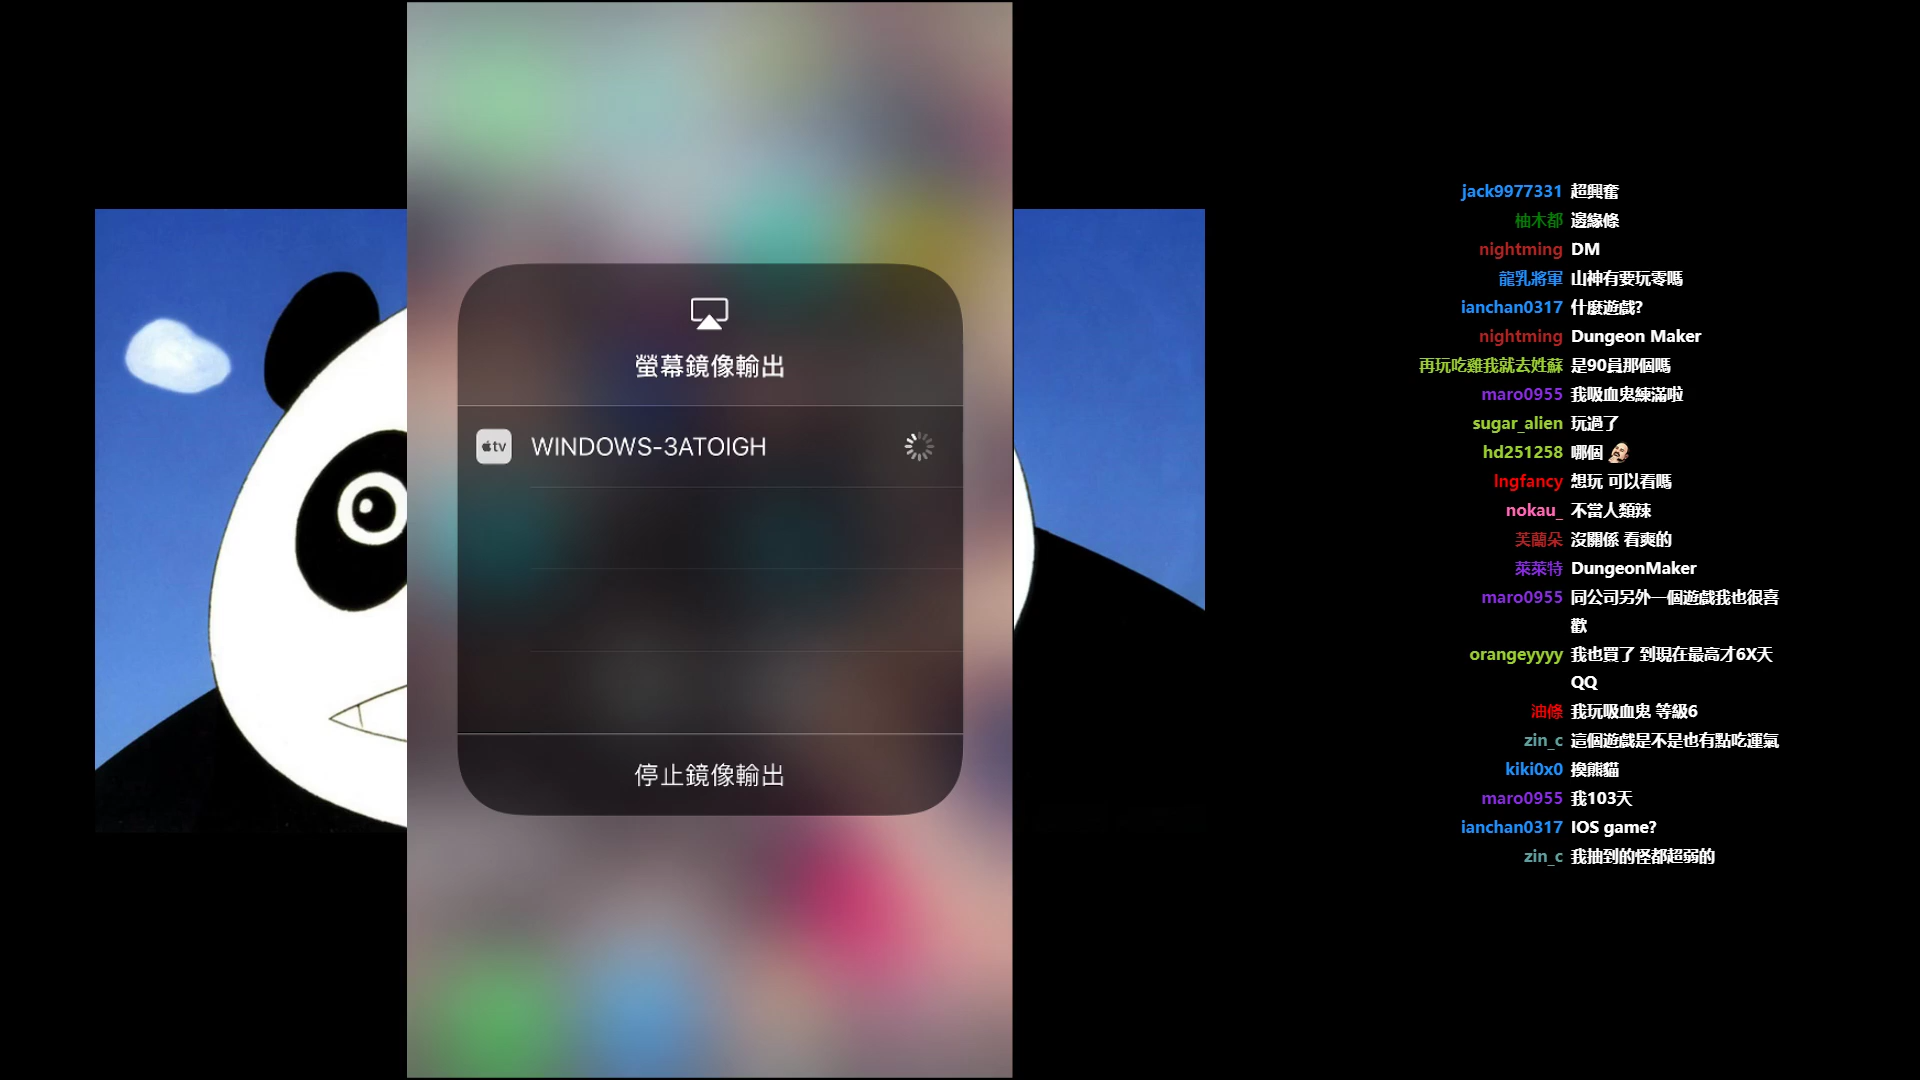 螢幕鏡像輸出
tv WINDOWS-3ATOIGH
停止鏡像輸出
jack9977331 超興奮
柚木都 邊緣條
nightming DM
龍乳將軍 山神有要玩零嗎
ianchan0317 什麼遊戲?
nightming Dungeon Maker
再玩吃雞我就去姓蘇 是90員那個嗎
maro0955 我吸血鬼練滿啦
sugar_alien 玩過了
hd251258 哪個
lngfancy 想玩 可以看嗎
nokau_ 不當人類辣
芙蘭朵 沒關係 看爽的
萊萊特 DungeonMaker
maro0955 同公司另外一個遊戲我也很喜
歡
orangeyyyy 我也買了 到現在最高才6X天
QQ
油條 我玩吸血鬼 等級6
zin_c 這個遊戲是不是也有點吃運氣
kiki0x0 換熊貓
maro0955 我103天
ianchan0317 IOS game?
zin_c 我抽到的怪都超弱的